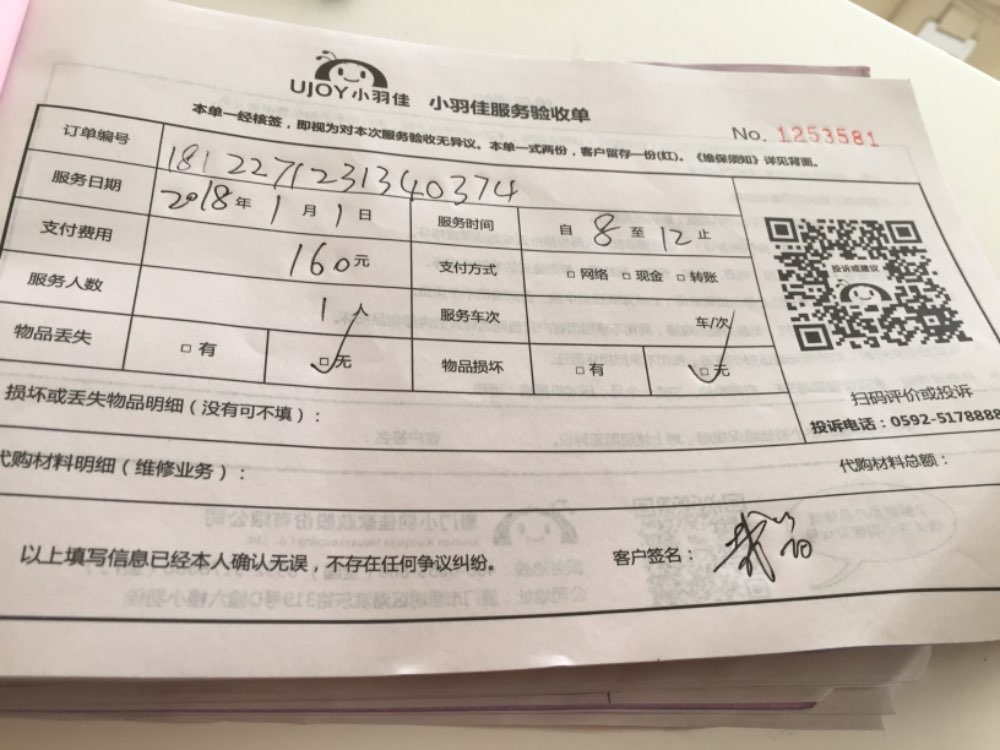 UJOY小羽佳 小羽佳服务验收单
No. 1253581
本单一经核签，即视为对本次服务验收无异议。本单一式两份，客户留存一份(红)。《维保须知》详见背面。
订单编号 181227123134037​4
服务日期 2018年1月1日 服务时间 自8至12止
支付费用 160元 支付方式 □网络 □现金 □转账
服务人数 1人 服务车次 年/次
物品丢失 □有 □无 物品损坏 □有 □无
投诉或建议
扫码评价或投诉
投诉电话：0592-5178888
损坏或丢失物品明细（没有可不填）：
代购材料明细（维修业务）： 代购材料总额：
以上填写信息已经本人确认无误，不存在任何争议纠纷。 客户签名：